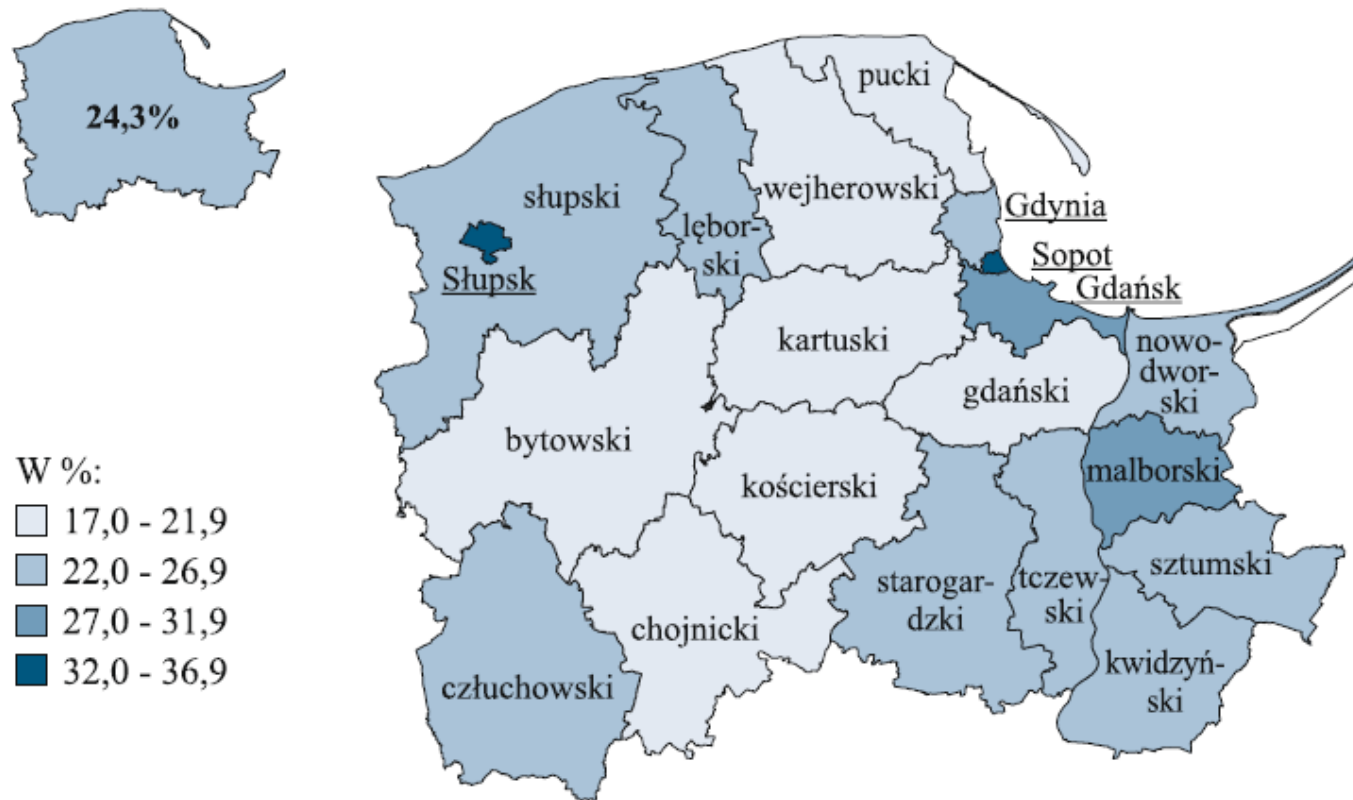 24,3%
pucki
słupski
wejherowski
Gdynia
lębor-
ski
Sopot
Słupsk
Gdańsk
kartuski
nowo-
dwor-
ski
gdański
bytowski
malborski
kościerski
sztumski
starogar-
dzki
tczew-
ski
chojnicki
kwidzyń-
ski
człuchowski
W %:
17,0 - 21,9
22,0 - 26,9
27,0 - 31,9
32,0 - 36,9